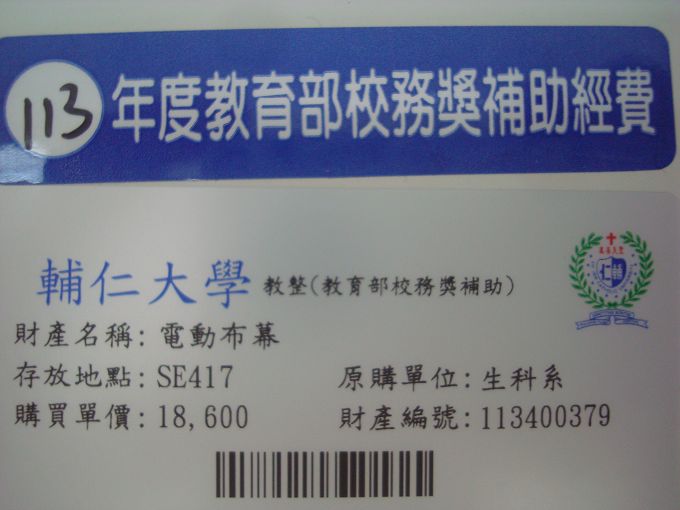 113 年度教育部校務獎補助經費
輔仁大學 教整(教育部校務獎補助)
財產名稱: 電動布幕
存放地點: SE417 原購單位: 生科系
購買單價: 18,600 財產編號: 113400379